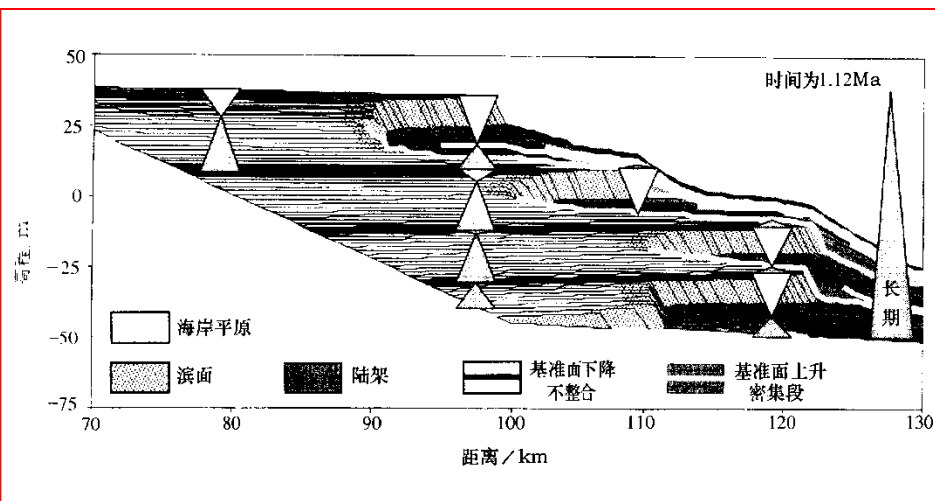 50
时间为1.12Ma
25
0
-25
-50
-75
高程/m
长
期
海岸平原
滨面
陆架
基准面下降
不整合
基准面上升
密集段
70 80 90 100 110 120 130
距离/km